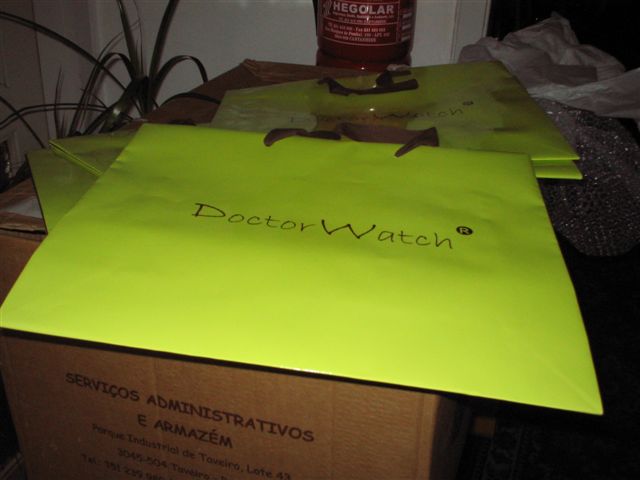 HEGOLAR
DoctorWatch®
DoctorWatch®
SERVIÇOS ADMINISTRATIVOS
E ARMAZÉM
Parque Industrial de Taveiro, Lote 43
3045-504 Taveiro